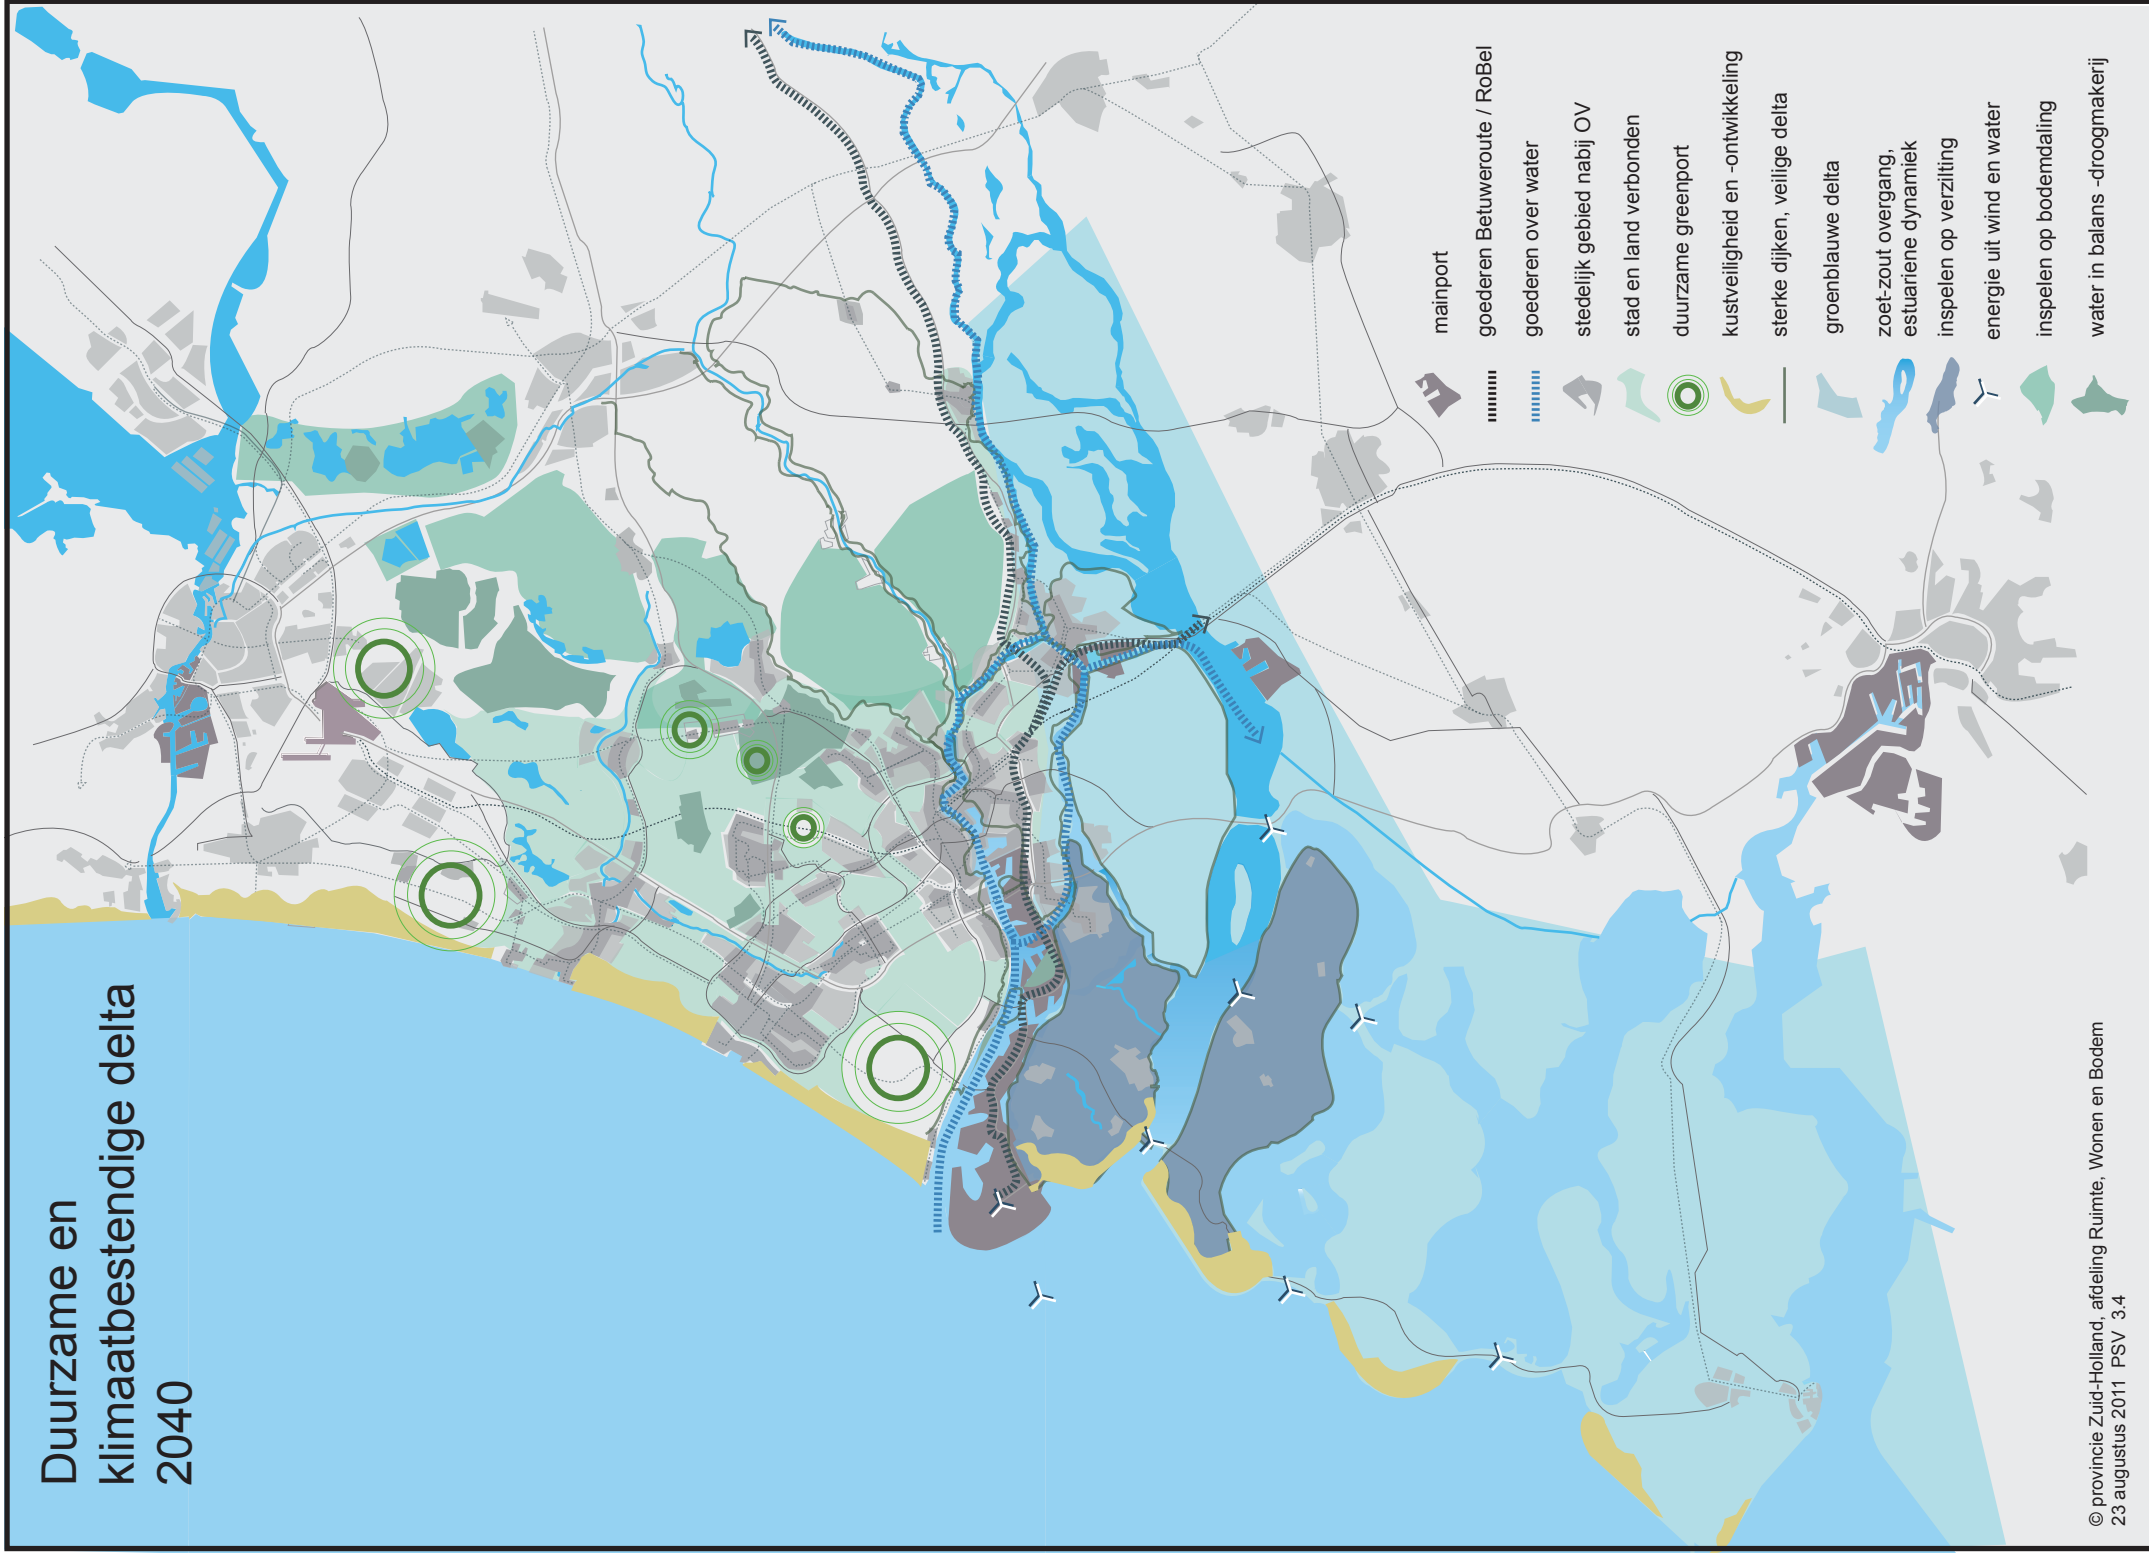 Duurzame en
klimaatbestendige delta
2040
mainport
goederen Betuweroute / RoBel
goederen over water
stedelijk gebied nabij OV
stad en land verbonden
duurzame greenport
kustveiligheid en -ontwikkeling
sterke dijken, veilige delta
groenblauwe delta
zoet-zout overgang,
estuariene dynamiek
inspelen op verzilting
energie uit wind en water
inspelen op bodemdaling
water in balans -droogmakerij
© provincie Zuid-Holland, afdeling Ruimte, Wonen en Bodem
23 augustus 2011 PSV 3.4